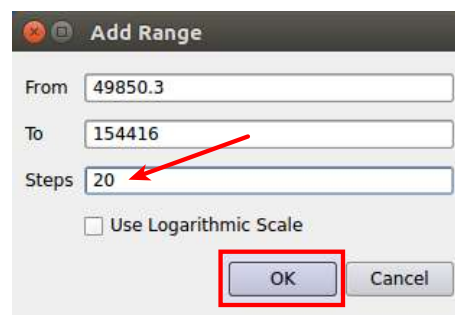 Add Range
From 49850.3
To 154416
Steps 20
Use Logarithmic Scale
OK Cancel